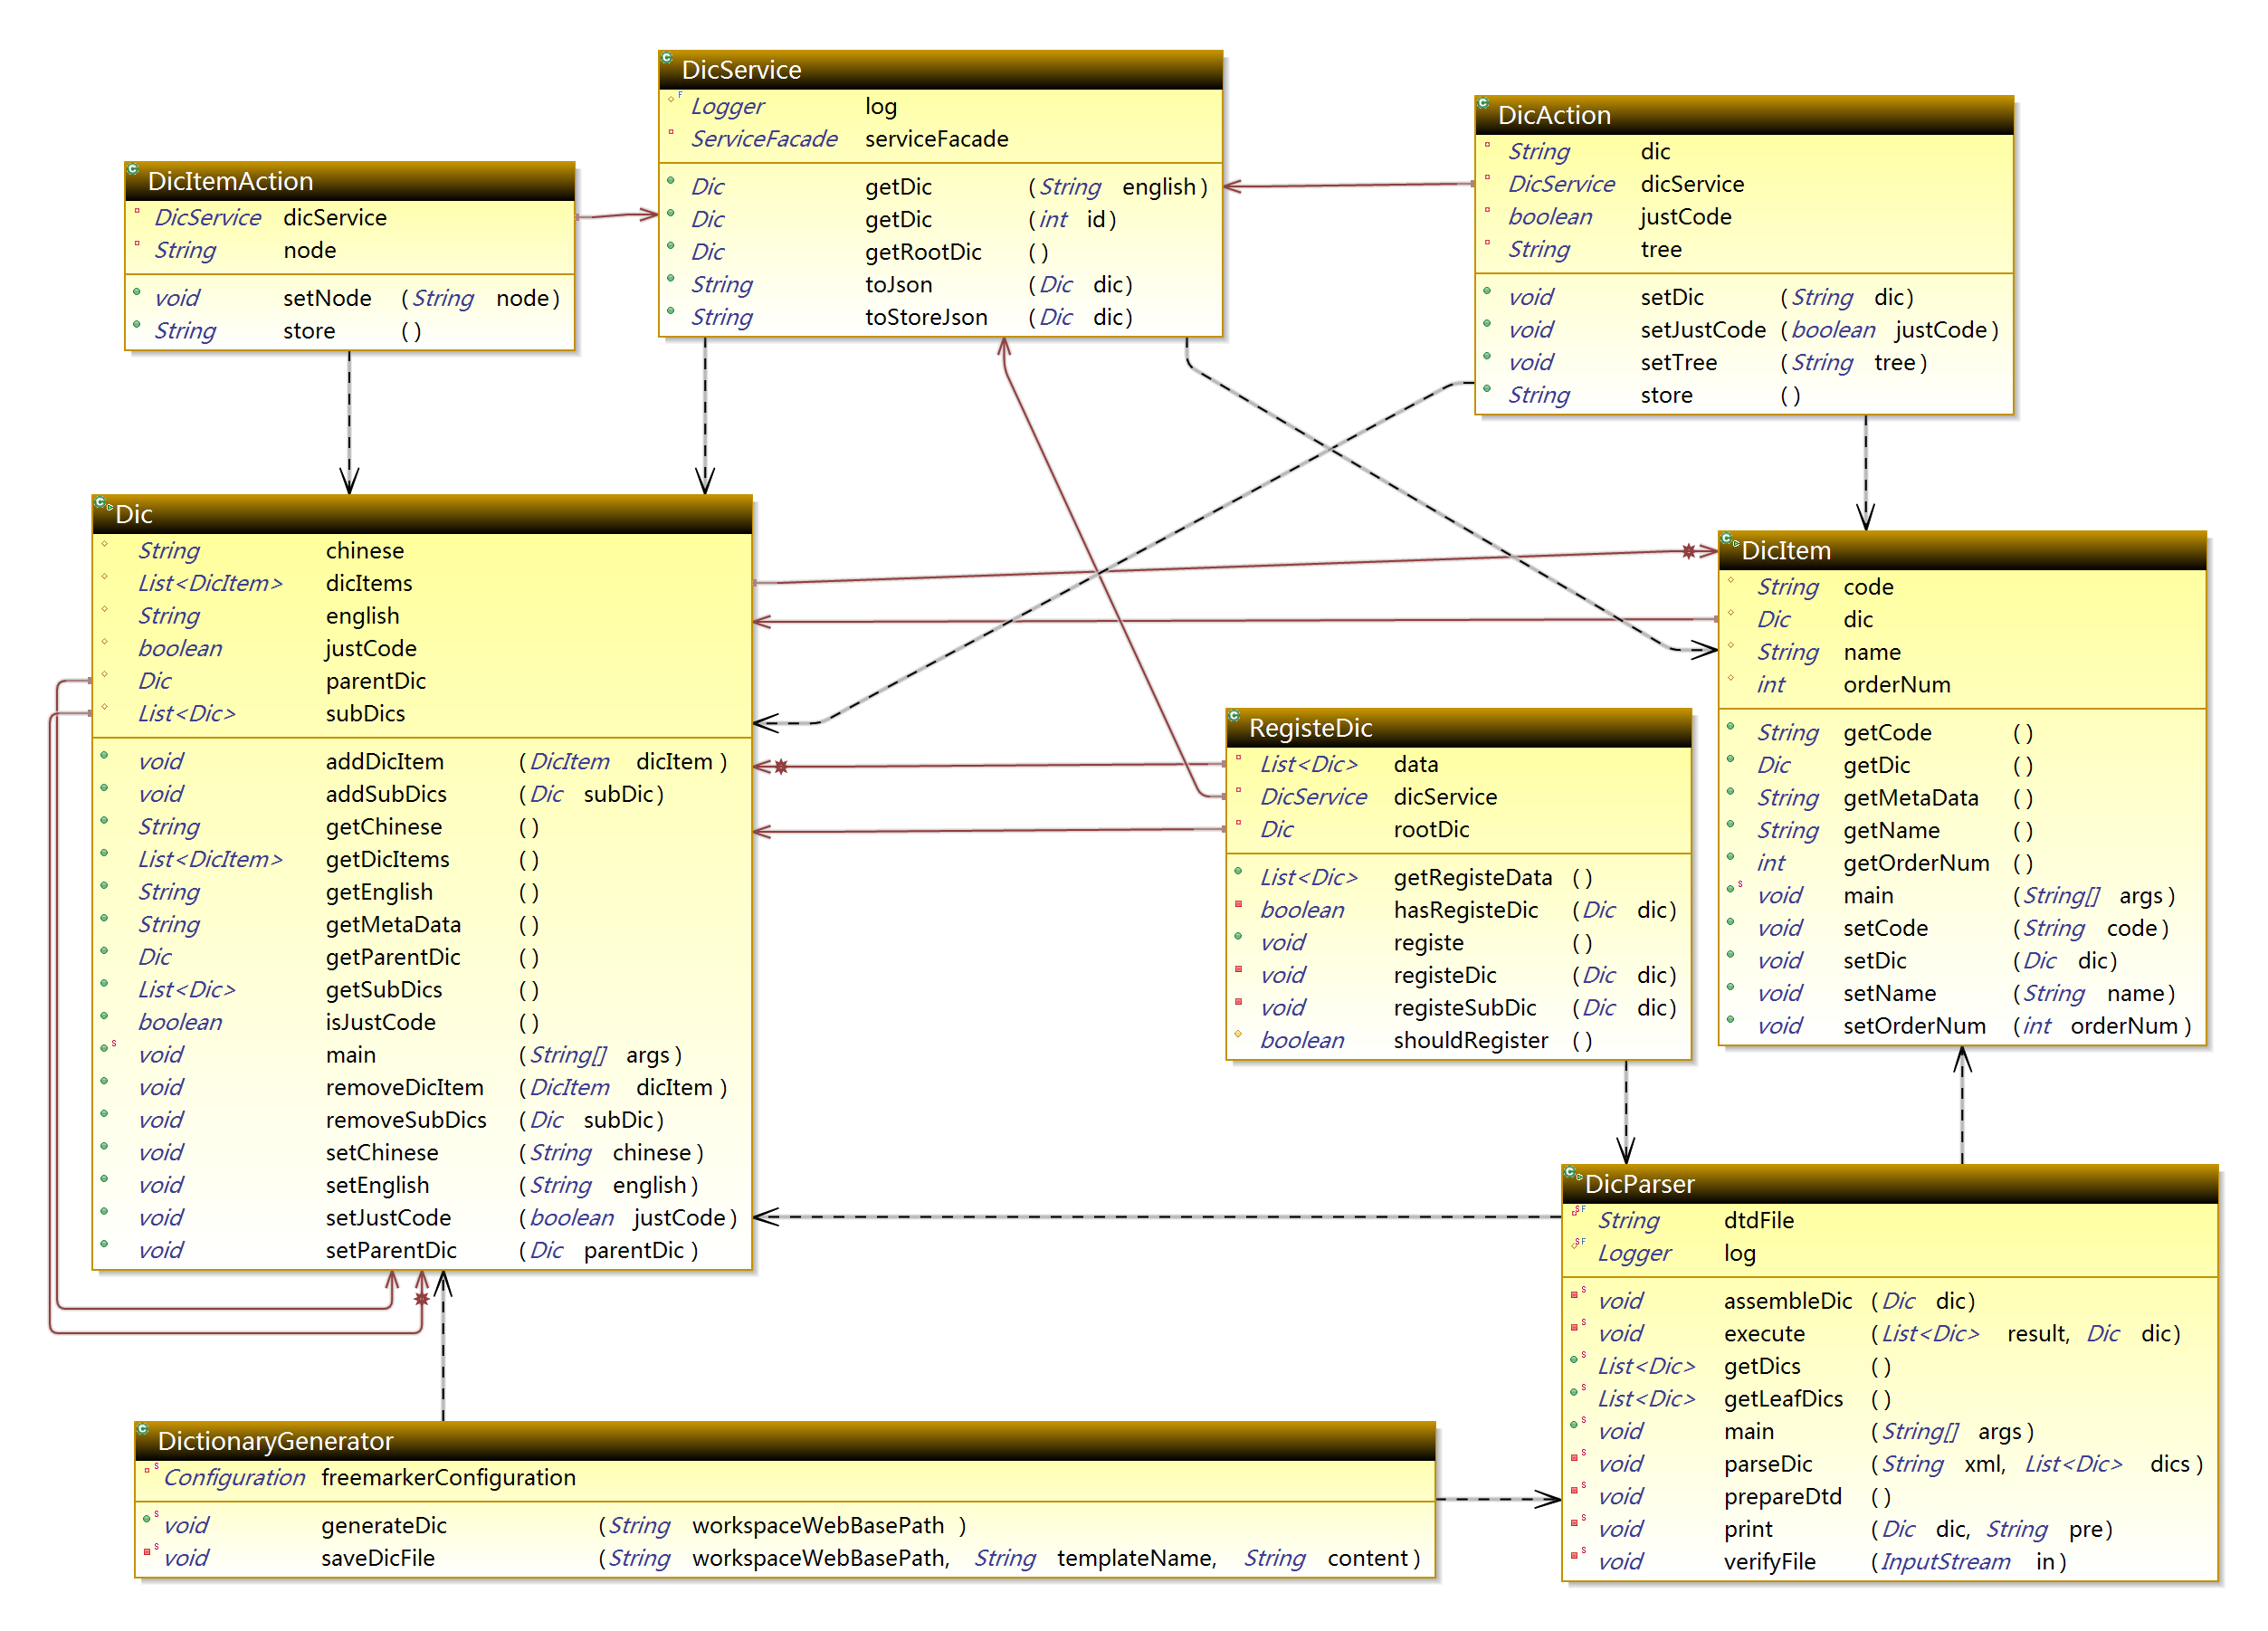 DicService
Logger log
ServiceFacade serviceFacade
Dic getDic (String english)
Dic getDic (int id)
Dic getRootDic ()
String toJson (Dic dic)
String toStoreJson (Dic dic)
DicAction
String dic
DicService dicService
boolean justCode
String tree
void setDic (String dic)
void setJustCode (boolean justCode)
void setTree (String tree)
String store ()
DicItemAction
DicService dicService
String node
void setNode (String node)
String store ()
Dic
String chinese
List<DicItem> dicItems
String english
boolean justCode
Dic parentDic
List<Dic> subDics
void addDicItem (DicItem dicItem)
void addSubDics (Dic subDic)
String getChinese ()
List<DicItem> getDicItems ()
String getEnglish ()
String getMetaData ()
Dic getParentDic ()
List<Dic> getSubDics ()
boolean isJustCode ()
void main (String[] args)
void removeDicItem (DicItem dicItem)
void removeSubDics (Dic subDic)
void setChinese (String chinese)
void setEnglish (String english)
void setJustCode (boolean justCode)
void setParentDic (Dic parentDic)
DicItem
String code
Dic dic
String name
int orderNum
String getCode ()
Dic getDic ()
String getMetaData ()
String getName ()
int getOrderNum ()
void main (String[] args)
void setCode (String code)
void setDic (Dic dic)
void setName (String name)
void setOrderNum (int orderNum)
RegisteDic
List<Dic> data
DicService dicService
Dic rootDic
List<Dic> getRegisteData ()
boolean hasRegisteDic (Dic dic)
void registe ()
void registeDic (Dic dic)
void registeSubDic (Dic dic)
boolean shouldRegister ()
DicParser
String dtdFile
Logger log
void assembleDic (Dic dic)
void execute (List<Dic> result, Dic dic)
List<Dic> getDics ()
List<Dic> getLeafDics ()
void main (String[] args)
void parseDic (String xml, List<Dic> dics)
void prepareDtd ()
void print (Dic dic, String pre)
void verifyFile (InputStream in)
DictionaryGenerator
Configuration freemarkerConfiguration
void generateDic (String workspaceWebBasePath)
void saveDicFile (String workspaceWebBasePath, String templateName, String content)